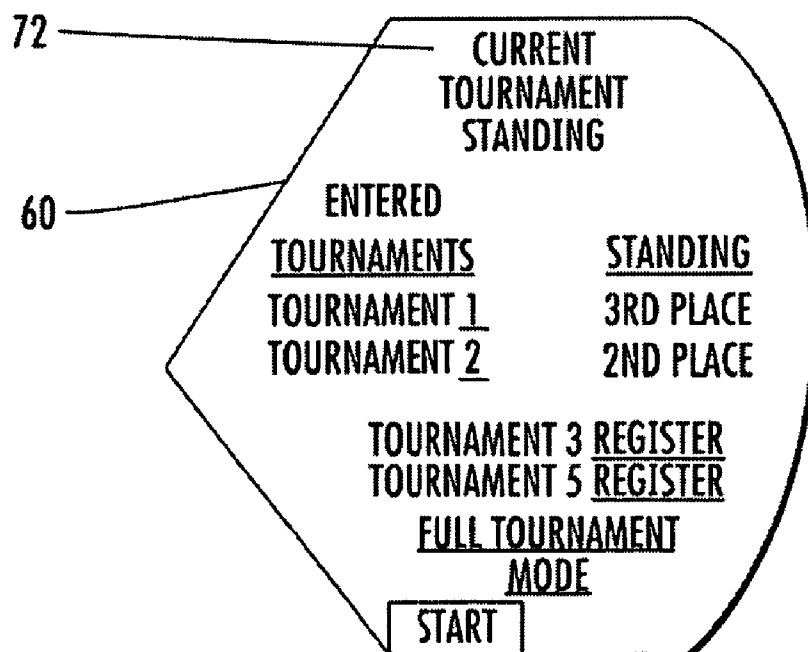 72
CURRENT
TOURNAMENT
STANDING
60
ENTERED
TOURNAMENTS STANDING
TOURNAMENT 1 3RD PLACE
TOURNAMENT 2 2ND PLACE
TOURNAMENT 3 REGISTER
TOURNAMENT 5 REGISTER
FULL TOURNAMENT
MODE
START